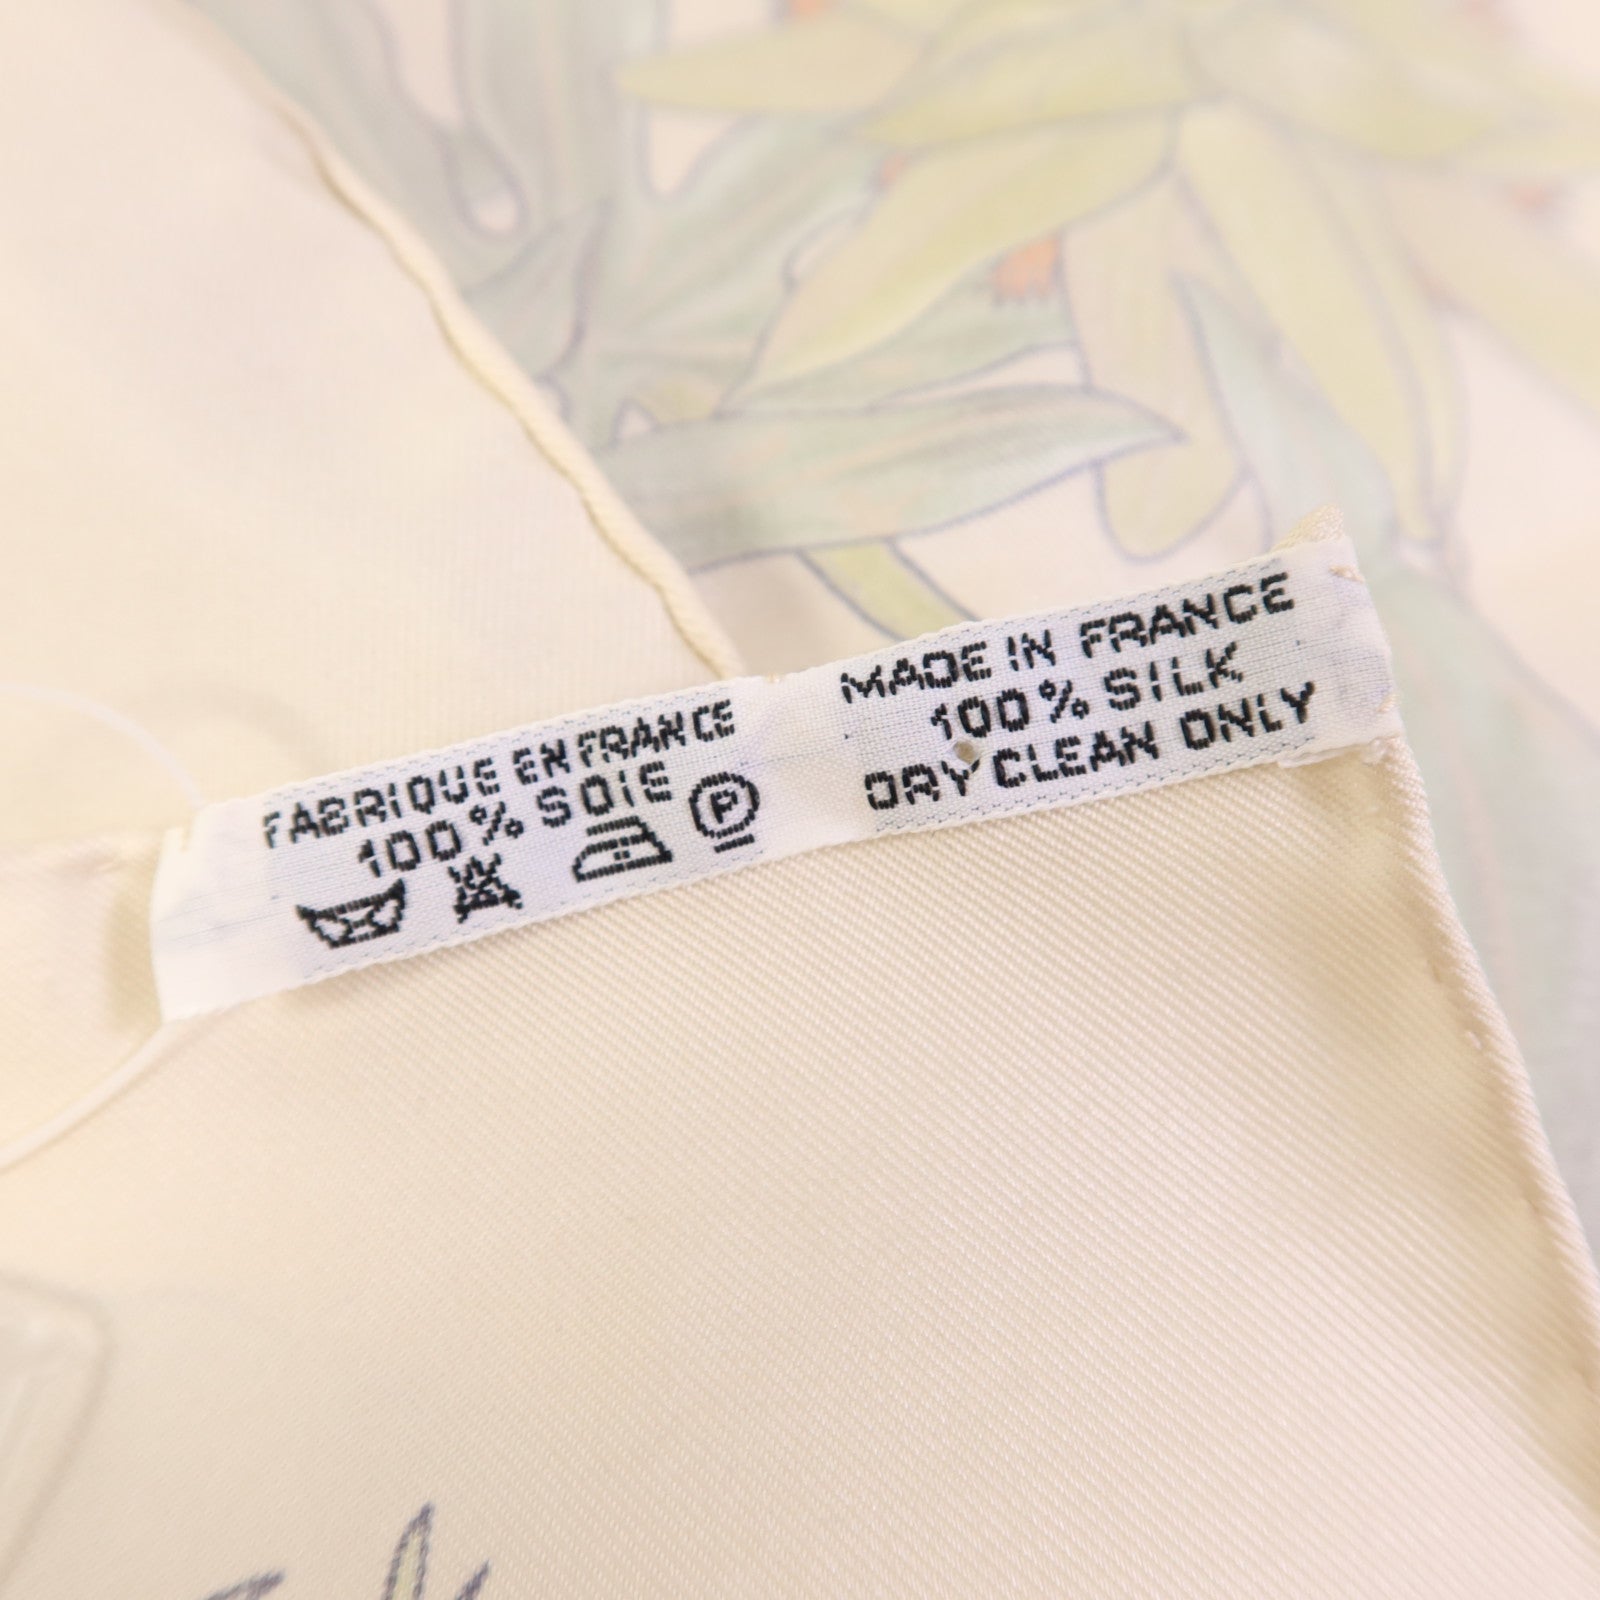 FABRIQUE EN FRANCE
100% SOIE
P
MADE IN FRANCE
100% SILK
DRY CLEAN ONLY